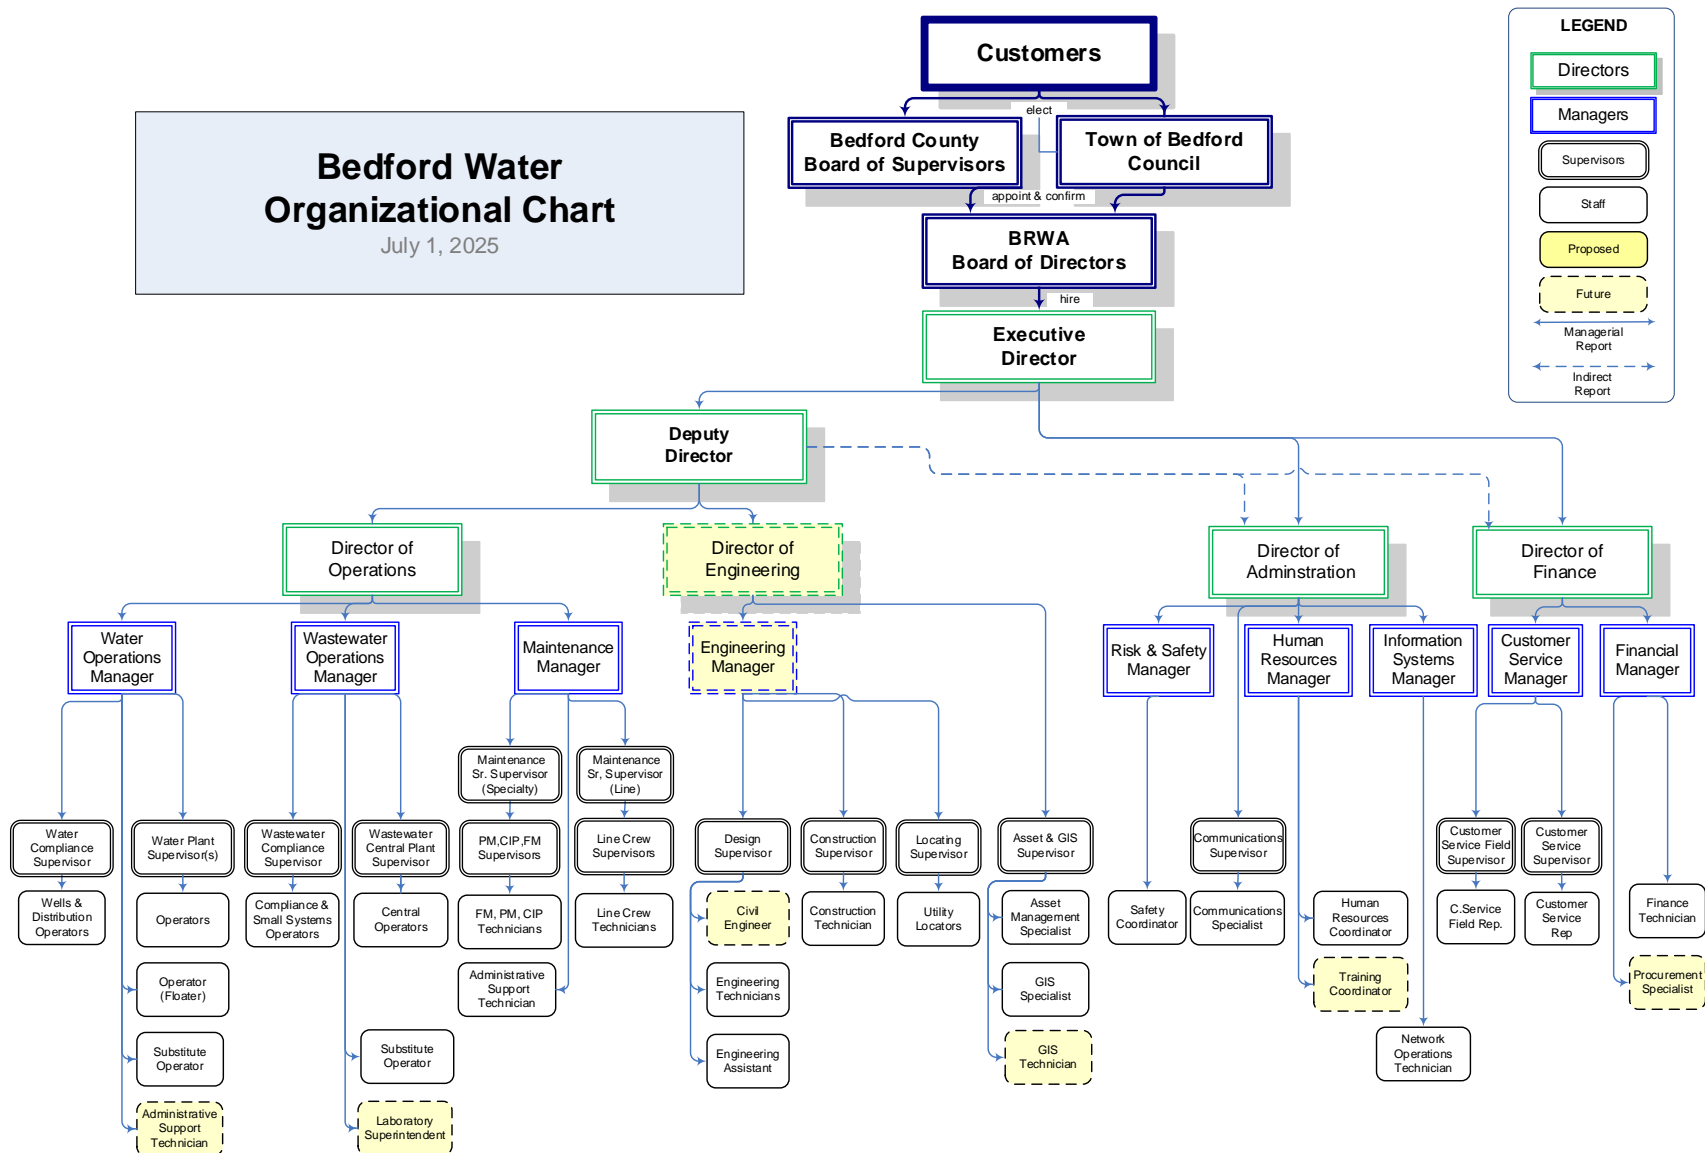 Customers
LEGEND
Directors
Managers
Supervisors
Staff
Proposed
Future
Managerial
Report
Indirect
Report
elect
Bedford County
Board of Supervisors
Town of Bedford
Council
Bedford Water
Organizational Chart
July 1, 2025
appoint & confirm
BRWA
Board of Directors
hire
Executive
Director
Deputy
Director
Director of
Operations
Director of
Engineering
Director of
Adminstration
Director of
Finance
Water
Operations
Manager
Wastewater
Operations
Manager
Maintenance
Manager
Engineering
Manager
Risk & Safety
Manager
Human
Resources
Manager
Information
Systems
Manager
Customer
Service
Manager
Financial
Manager
Maintenance
Sr. Supervisor
(Specialty)
Maintenance
Sr, Supervisor
(Line)
Water
Compliance
Supervisor
Water Plant
Supervisor(s)
Wastewater
Compliance
Supervisor
Wastewater
Central Plant
Supervisor
PM,CIP,FM
Supervisors
Line Crew
Supervisors
Design
Supervisor
Construction
Supervisor
Locating
Supervisor
Asset & GIS
Supervisor
Communications
Supervisor
Customer
Service Field
Supervisor
Customer
Service
Supervisor
Wells &
Distribution
Operators
Operators
Compliance &
Small Systems
Operators
Central
Operators
FM, PM, CIP
Technicians
Line Crew
Technicians
Civil
Engineer
Construction
Technician
Utility
Locators
Asset
Management
Specialist
Safety
Coordinator
Communications
Specialist
Human
Resources
Coordinator
C.Service
Field Rep.
Customer
Service
Rep
Finance
Technician
Operator
(Floater)
Administrative
Support
Technician
Engineering
Technicians
GIS
Specialist
Training
Coordinator
Procurement
Specialist
Substitute
Operator
Substitute
Operator
Engineering
Assistant
GIS
Technician
Network
Operations
Technician
Administrative
Support
Technician
Laboratory
Superintendent